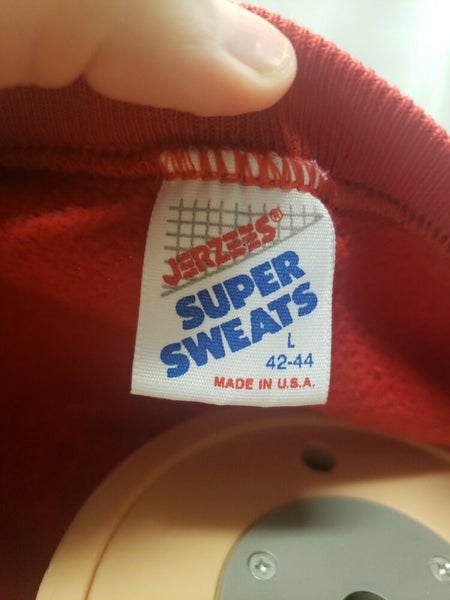 JERZEES®
SUPER
SWEATS
L
42-44
MADE IN U.S.A.